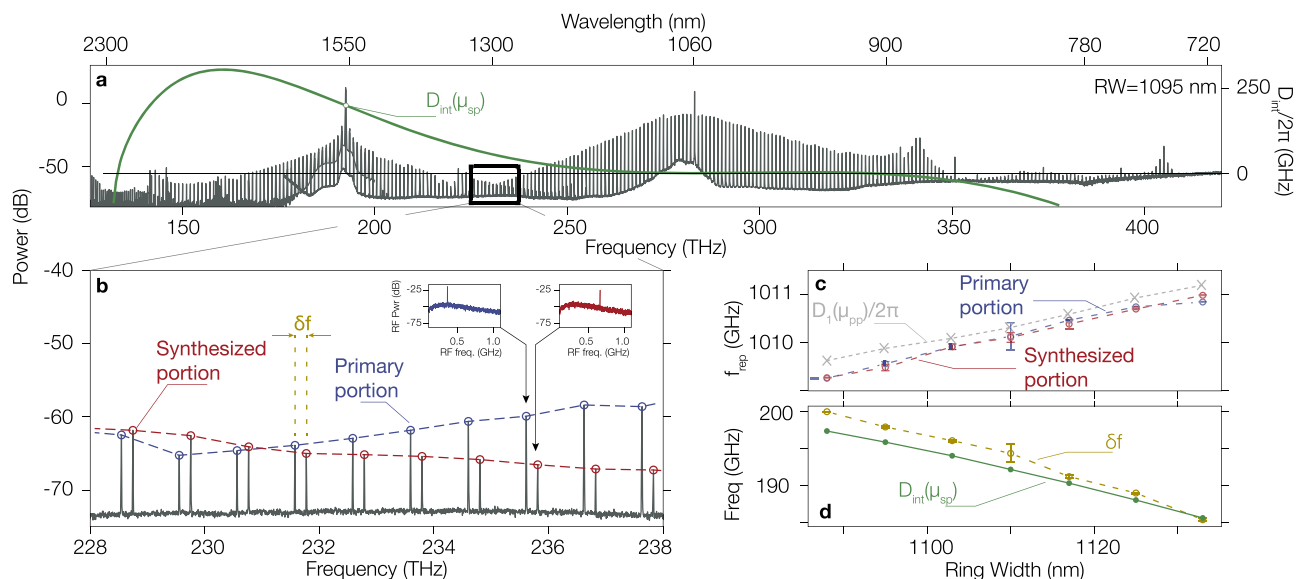 Wavelength (nm)
2300 1550 1300 1060 900 780 720
a
D_int(μ_sp)
RW=1095 nm
0
-50
250
0
D_int/2π (GHz)
150 200 250 300 350 400
Frequency (THz)
Power (dB)
-40
-50
-60
-70
b
δf
Synthesized
portion
Primary
portion
RF Pwr (dB)
-25
-75
0.5 1.0
RF freq. (GHz)
-25
-75
0.5 1.0
RF freq. (GHz)
228 230 232 234 236 238
Frequency (THz)
c
D₁(μ_pp)/2π
Primary
portion
Synthesized
portion
1011
1010
f_rep (GHz)
200
190
Freq (GHz)
δf
D_int(μ_sp)
d
1100 1120
Ring Width (nm)